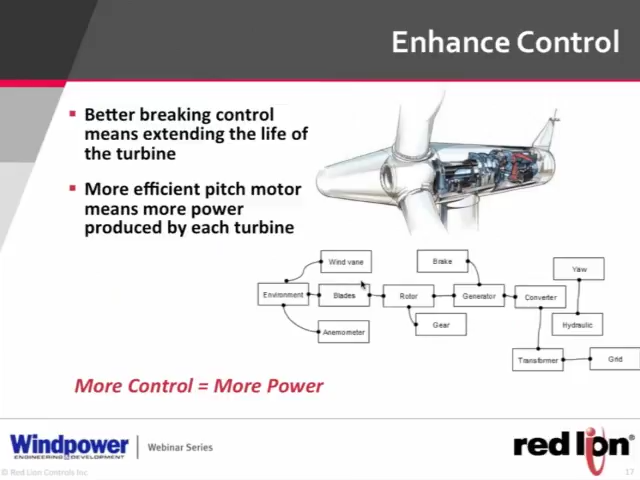 Enhance Control
Better breaking control
means extending the life of
the turbine
More efficient pitch motor
means more power
produced by each turbine
Wind vane
Brake
Yaw
Environment
Blades
Rotor
Generator
Converter
Anemometer
Gear
Hydraulic
Transformer
Grid
More Control = More Power
Windpower
ENGINEERING & DEVELOPMENT
Webinar Series
red lion®
© Red Lion Controls Inc
17